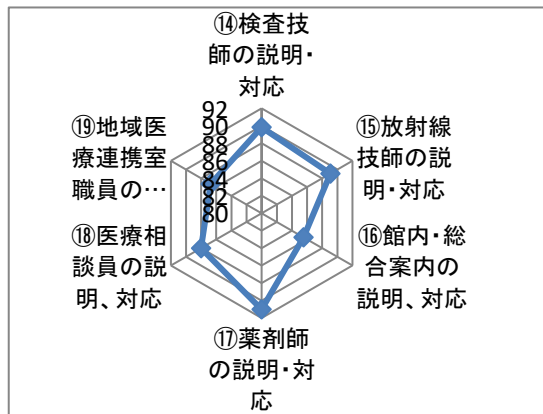 ⑭検査技
師の説明・
対応
92
90
88
86
84
82
80
⑮放射線
技師の説
明・対応
⑯館内・総
合案内の
説明、対応
⑰薬剤師
の説明・対
応
⑱医療相
談員の説
明、対応
⑲地域医
療連携室
職員の…